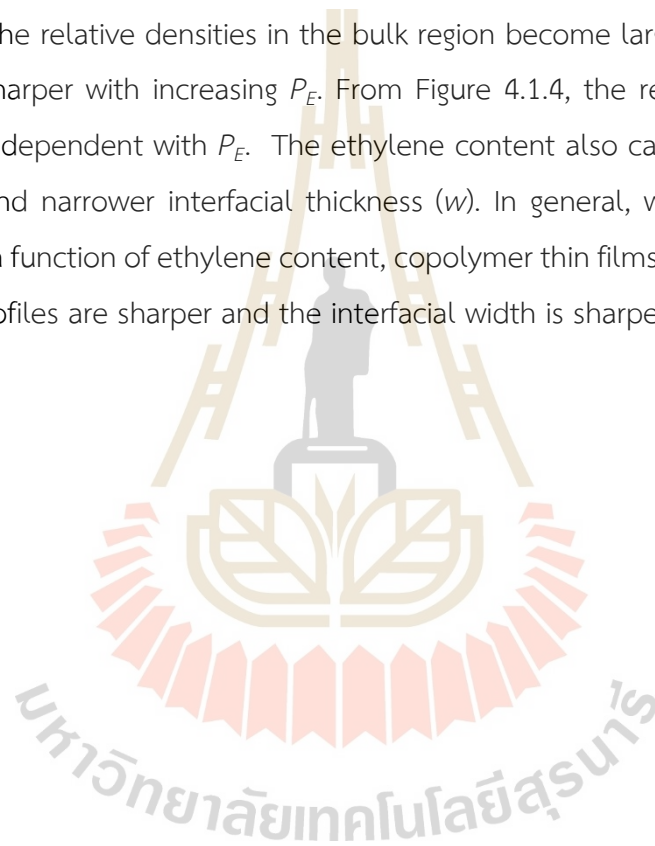 he relative densities in the bulk region become lar
harper with increasing P_E. From Figure 4.1.4, the re
dependent with P_E. The ethylene content also ca
nd narrower interfacial thickness (w). In general, w
a function of ethylene content, copolymer thin films
ofiles are sharper and the interfacial width is sharpe
มหาวิทยาลัยเทคโนโลยีสุรนารี